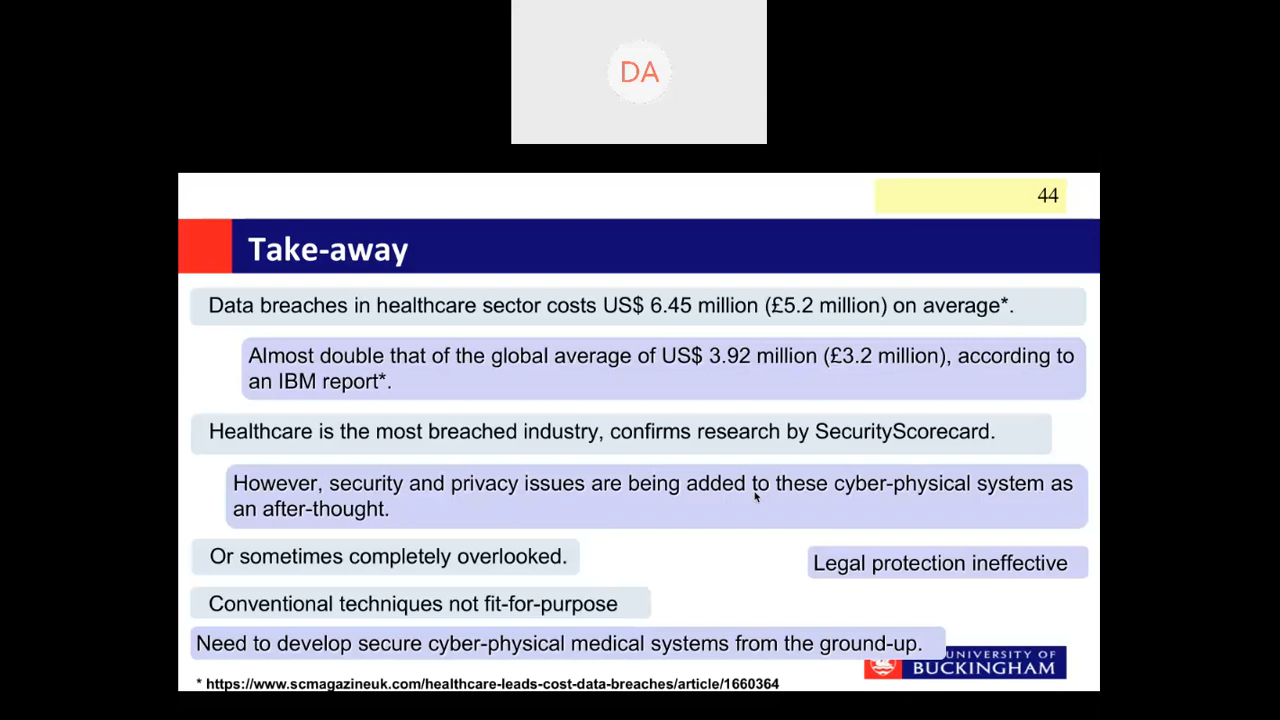 DA
44
Take-away
Data breaches in healthcare sector costs US$ 6.45 million (£5.2 million) on average*.
Almost double that of the global average of US$ 3.92 million (£3.2 million), according to
an IBM report*.
Healthcare is the most breached industry, confirms research by SecurityScorecard.
However, security and privacy issues are being added to these cyber-physical system as
an after-thought.
Or sometimes completely overlooked.
Legal protection ineffective
Conventional techniques not fit-for-purpose
Need to develop secure cyber-physical medical systems from the ground-up.
UNIVERSITY OF
BUCKINGHAM
* https://www.scmagazineuk.com/healthcare-leads-cost-data-breaches/article/1660364